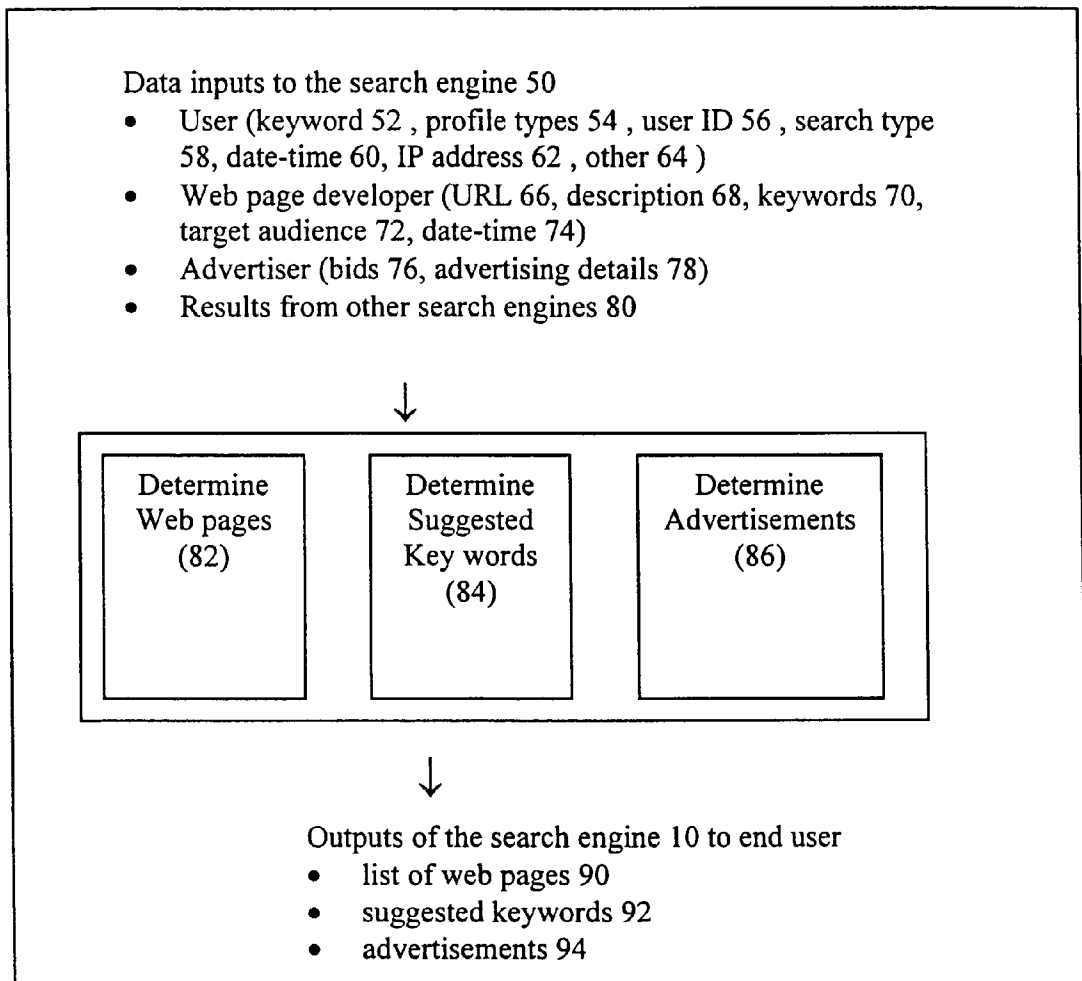 Data inputs to the search engine 50
• User (keyword 52 , profile types 54 , user ID 56 , search type
58, date-time 60, IP address 62 , other 64 )
• Web page developer (URL 66, description 68, keywords 70,
target audience 72, date-time 74)
• Advertiser (bids 76, advertising details 78)
• Results from other search engines 80
↓
Determine
Web pages
(82)
Determine
Suggested
Key words
(84)
Determine
Advertisements
(86)
↓
Outputs of the search engine 10 to end user
• list of web pages 90
• suggested keywords 92
• advertisements 94